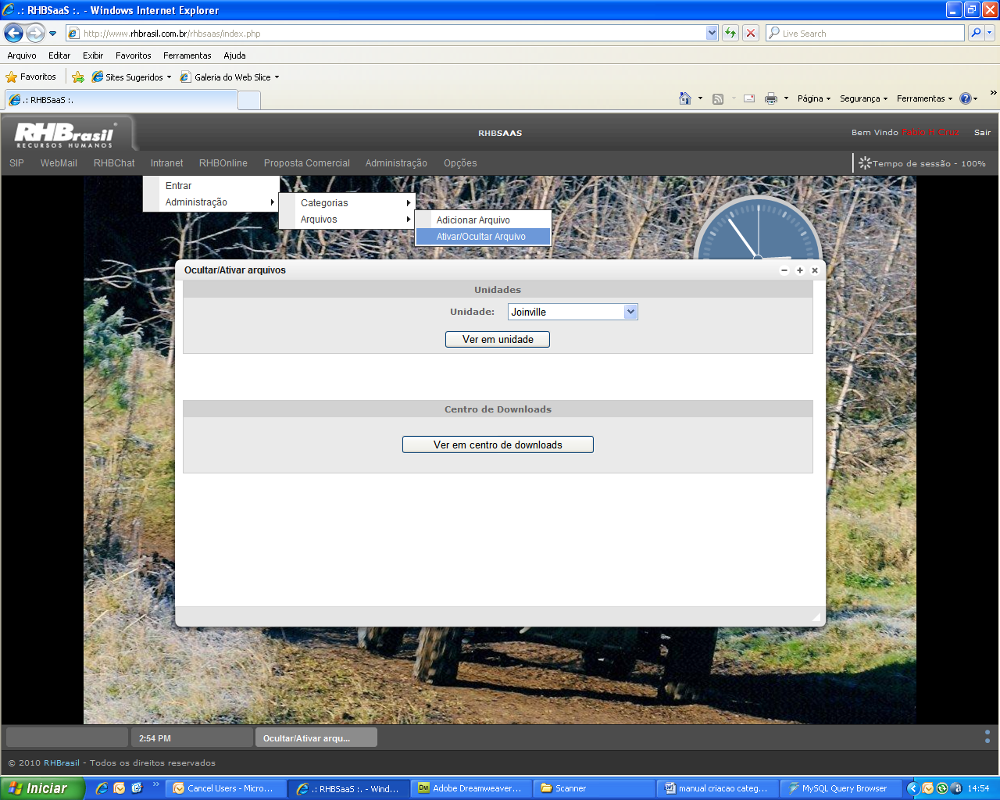 .: RHBSaaS :. - Windows Internet Explorer
http://www.rhbrasil.com.br/rhbsaas/index.php
Live Search
Arquivo Editar Exibir Favoritos Ferramentas Ajuda
Favoritos Sites Sugeridos Galeria do Web Slice
.: RHBSaaS :.
Página Segurança Ferramentas
RHBrasil
RECURSOS HUMANOS
RHBSAAS
Bem Vindo Fabio H Cruz Sair
SIP WebMail RHBChat Intranet RHBOnline Proposta Comercial Administração Opções
Tempo de sessão - 100%
Entrar
Administração
Categorias
Arquivos
Adicionar Arquivo
Ativar/Ocultar Arquivo
Ocultar/Ativar arquivos
Unidades
Unidade: Joinville
Ver em unidade
Centro de Downloads
Ver em centro de downloads
2:54 PM Ocultar/Ativar arqu...
© 2010 RHBrasil - Todos os direitos reservados
Iniciar
Cancel Users - Micro...
.: RHBSaaS :. - Wind...
Adobe Dreamweaver...
Scanner
manual criacao categ...
MySQL Query Browser
14:54